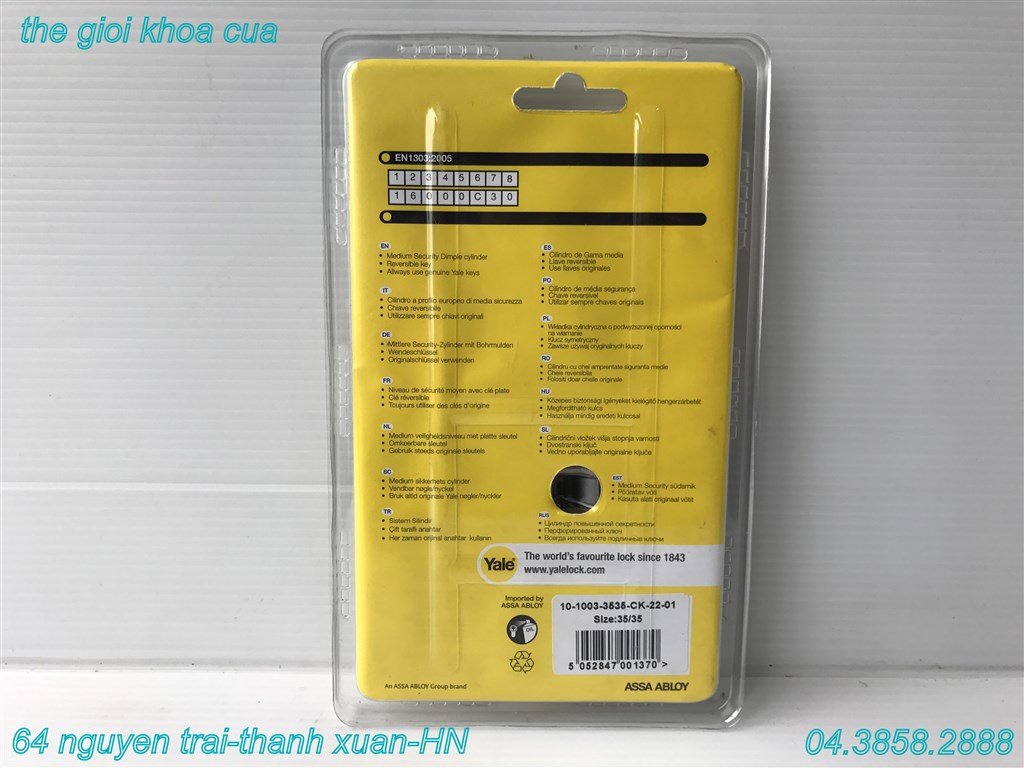 the gioi khoa cua
EN1303:2005
1 2 3 4 5 6 7 8
1 6 0 0 0 C 3 0
EN
• Medium Security Dimple cylinder
• Reversible key
• Allways use genuine Yale keys
IT
• Cilindro a profilo europeo di media sicurezza
• Chiave reversibile
• Utilizzare sempre chiavi originali
DE
• Mittlere Security-Zylinder mit Bohrmulden
• Wendeschlüssel
• Originalschlüssel verwenden
FR
• Niveau de sécurité moyen avec clé plate
• Clé réversible
• Toujours utiliser des clés d'origine
NL
• Medium veiligheidsniveau met platte sleutel
• Omkeerbare sleutel
• Gebruik steeds originele sleutels
SC
• Medium sikkerhets cylinder
• Vendbar nøgle/nyckel
• Bruk altid originale Yale nøgler/nyckler
TR
• Sistem Silindir
• Çift taraflı anahtar
• Her zaman orijinal anahtar kullanın
ES
• Cilindro de Gama media
• Llave reversible
• Use llaves originales
PO
• Cilindro de média segurança
• Chave reversível
• Utilizar sempre chaves originais
PL
• Wkładka cylindryczna o podwyższonej oporności
na włamanie
• Klucz symetryczny
• Zawsze używaj oryginalnych kluczy
RO
• Cilindru cu chei amprentate siguranta medie
• Cheie reversibila
• Folositi doar cheile originale
HU
• Közepes biztonsági igényeket kielégítő hengerzárbetét
• Megfordítható kulcs
• Használja mindig eredeti kulccsal
SL
• Cilindrični vložek višja stopnja varnosti
• Dvostranski ključ
• Vedno uporabljajte originalne ključe
EST
• Medium Security südamik
• Pööratav võti
• Kasuta alati originaal võtit
RUS
• Цилиндр повышенной секретности
• Перфорированный ключ
• Всегда используйте подлинные ключи
Yale
The world's favourite lock since 1843
www.yalelock.com
Imported by
ASSA ABLOY
OIL
10-1003-3535-CK-22-01
Size:35/35
5 052847 001370 >
An ASSA ABLOY Group brand
ASSA ABLOY
64 nguyen trai-thanh xuan-HN
04.3858.2888